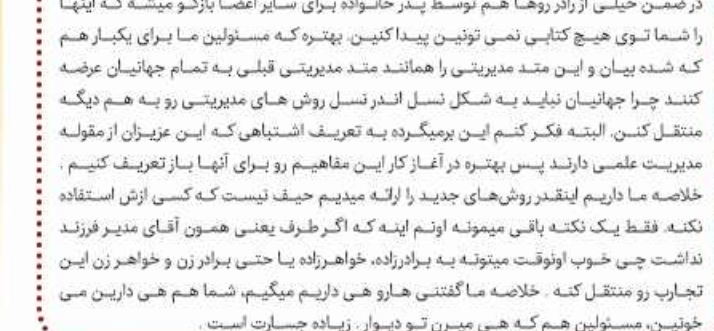 در ضمن خیلی از رازو رمزها هم توسط پدر خانواده برای سایر اعضا بازگو میشه که اینها
را شما توی هیچ کتابی نمی تونین پیدا کنین. بهتره که مسئولین ما برای یکبار هم
که شده بیان و این متد مدیریتی را همانند متد مدیریتی قبلی به تمام جهانیان عرضه
کنند چرا جهانیان نباید به شکل نسل اندر نسل روش های مدیریتی رو به هم دیگه
منتقل کنن. البته فکر کنم این برمیگرده به تعریف اشتباهی که این عزیزان از مقوله
مدیریت علمی دارند پس بهتره در آغاز کار این مفاهیم رو برای آنها باز تعریف کنیم .
خلاصه ما داریم اینقدر روش‌های جدید را ارائه میدیم حیف نیست که کسی ازش استفاده
نکنه. فقط یک نکته باقی میمونه اونم اینه که اگر طرف یعنی همون آقای مدیر فرزند
نداشت چی خوب اونوقت میتونه به برادرزاده، خواهرزاده یا حتی برادر زن و خواهر زن این
تجارب رو منتقل کنه . خلاصه ما گفتنی هارو هی داریم میگیم، شما هم هی دارین می
خونین، مسئولین هم که هی میرن تو دیوار . زیاده جسارت است .